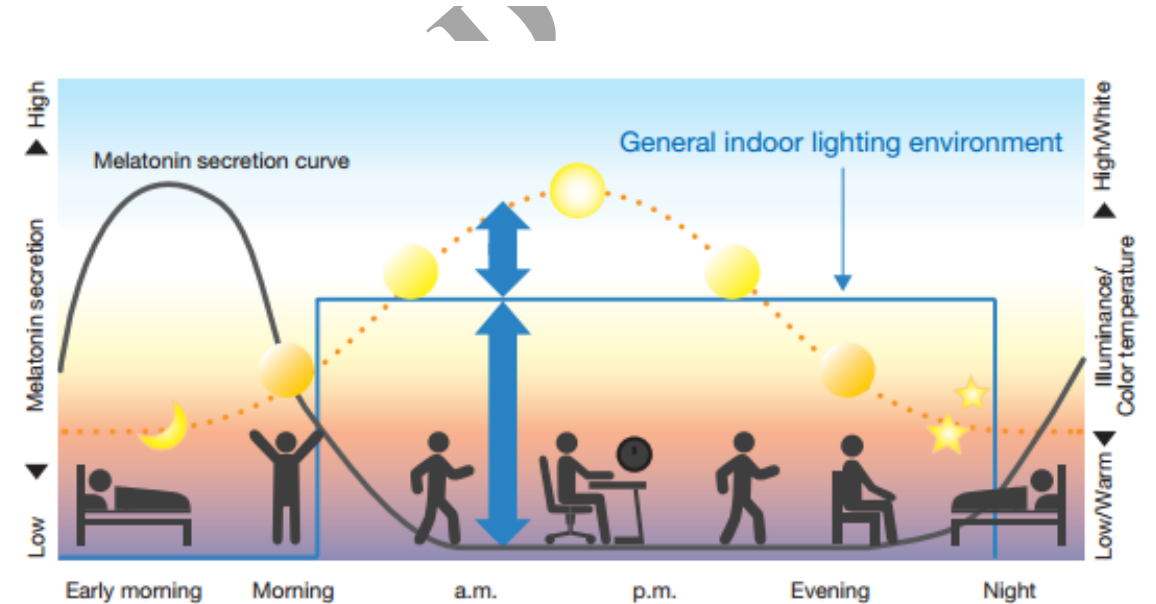 High
Melatonin secretion
Low
Melatonin secretion curve
General indoor lighting environment
High/White
Illuminance/
Color temperature
Low/Warm
Early morning
Morning
a.m.
p.m.
Evening
Night